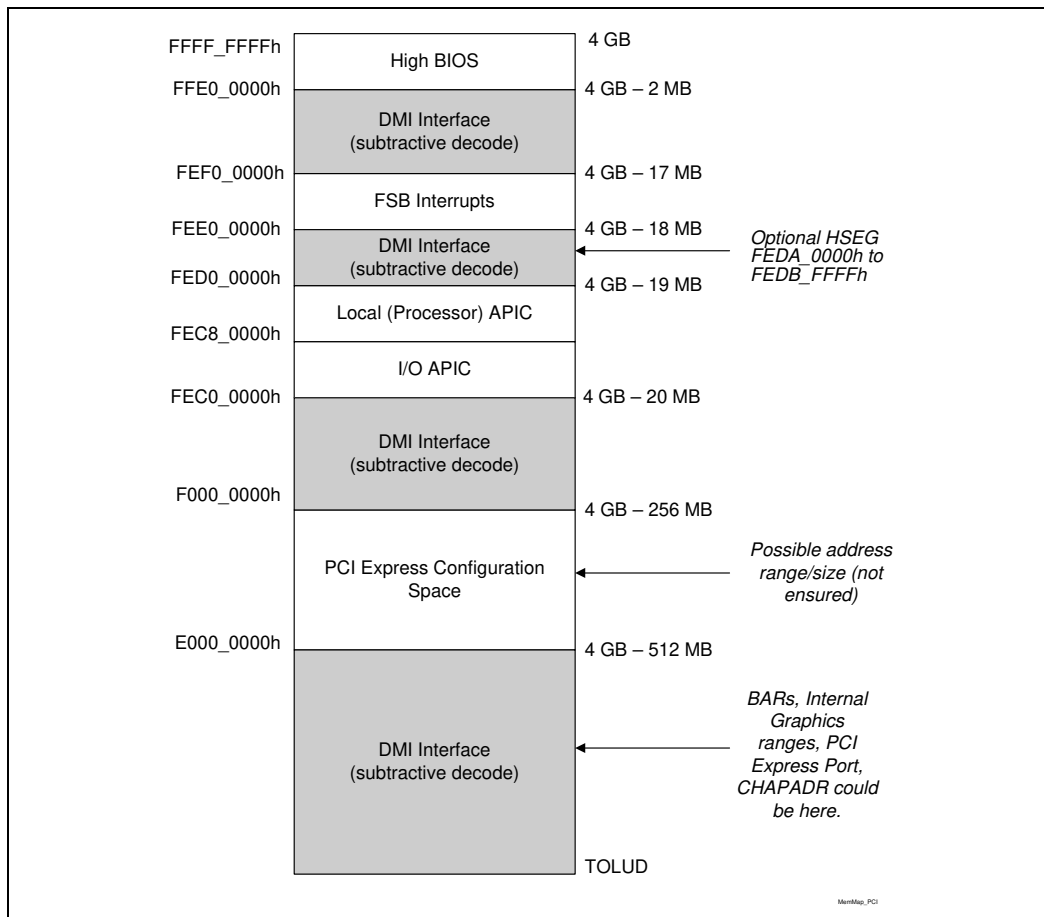 FFFF_FFFFh
4 GB
High BIOS
FFE0_0000h
4 GB – 2 MB
DMI Interface
(subtractive decode)
FEF0_0000h
4 GB – 17 MB
FSB Interrupts
FEE0_0000h
4 GB – 18 MB
DMI Interface
(subtractive decode)
Optional HSEG
FEDA_0000h to
FEDB_FFFFh
FED0_0000h
4 GB – 19 MB
Local (Processor) APIC
FEC8_0000h
I/O APIC
FEC0_0000h
4 GB – 20 MB
DMI Interface
(subtractive decode)
F000_0000h
4 GB – 256 MB
PCI Express Configuration
Space
Possible address
range/size (not
ensured)
E000_0000h
4 GB – 512 MB
DMI Interface
(subtractive decode)
BARs, Internal
Graphics
ranges, PCI
Express Port,
CHAPADR could
be here.
TOLUD
MemMap_PCI